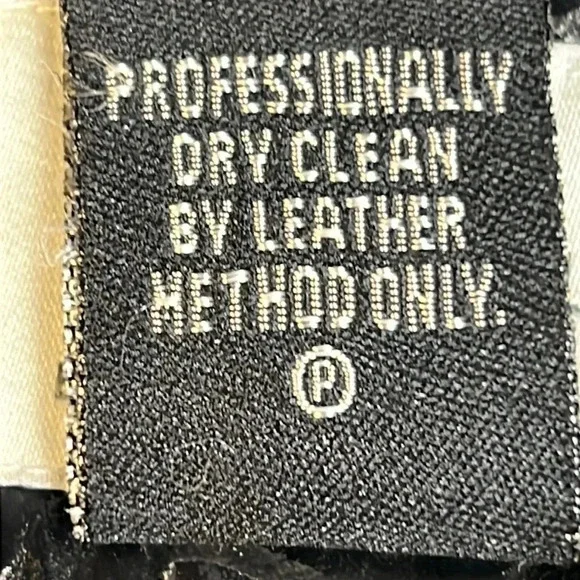 PROFESSIONALLY
DRY CLEAN
BY LEATHER
METHOD ONLY.
Ⓟ